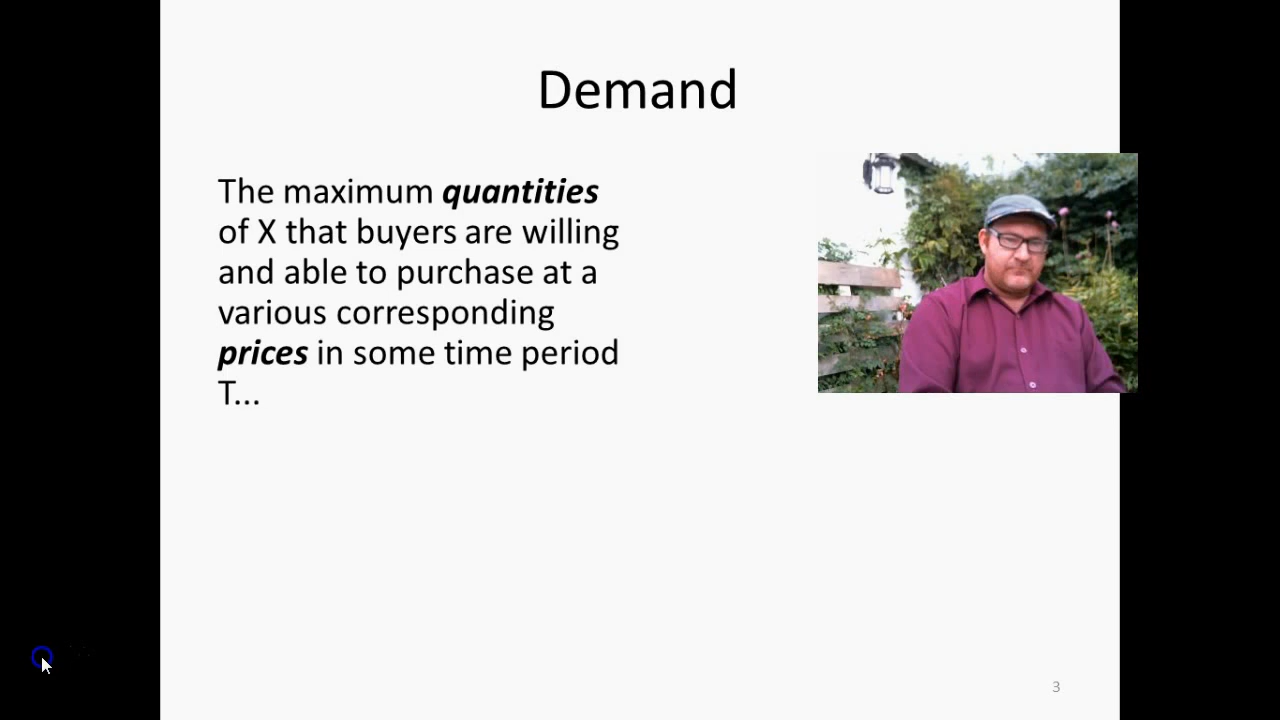 Demand
The maximum quantities
of X that buyers are willing
and able to purchase at a
various corresponding
prices in some time period
T...
3